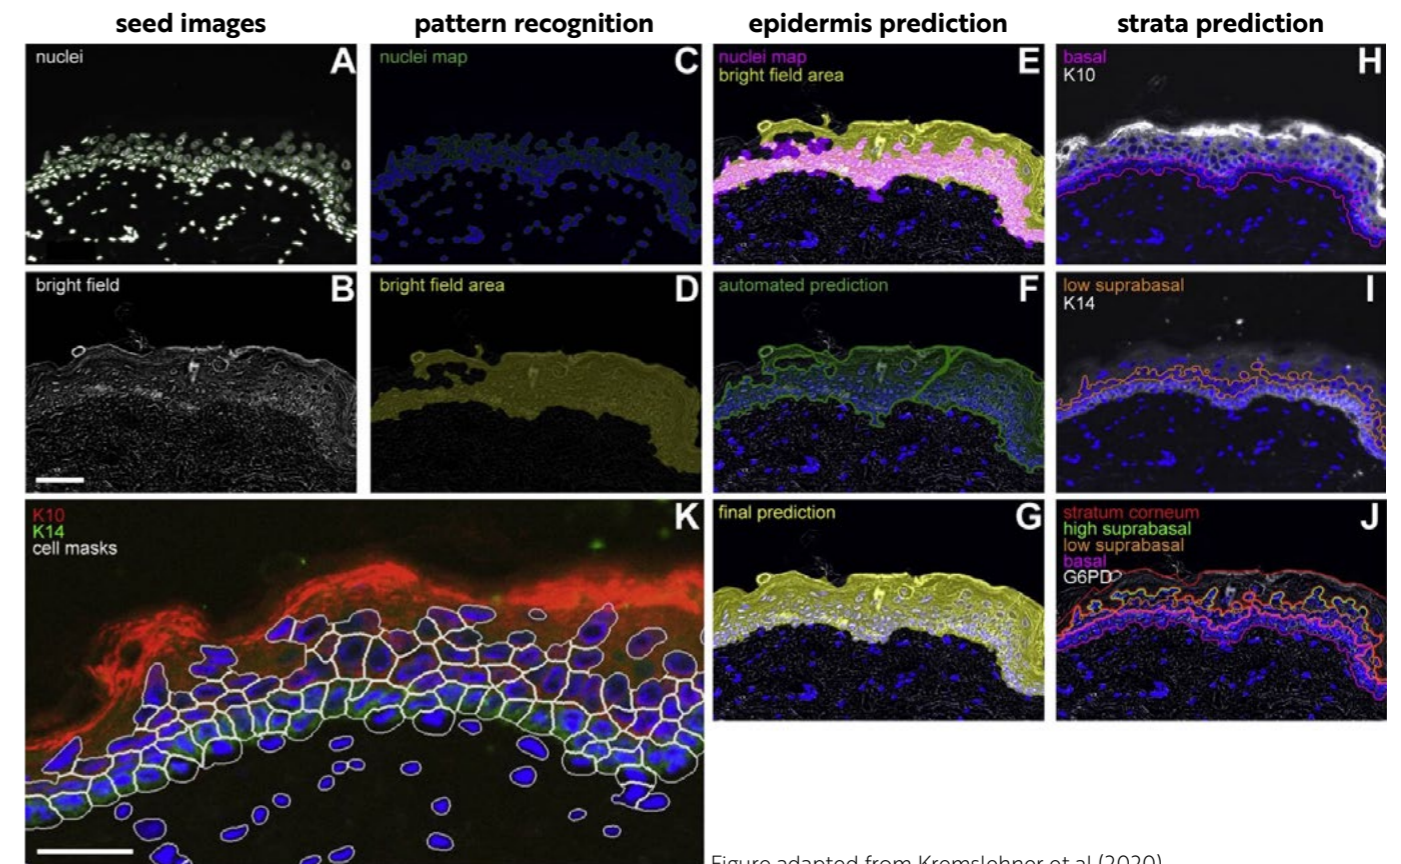 seed images
pattern recognition
epidermis prediction
strata prediction
nuclei
A
nuclei map
C
nuclei map
bright field area
E
basal
K10
H
bright field
B
bright field area
D
automated prediction
F
low suprabasal
K14
I
K10
K14
cell masks
K
final prediction
G
stratum corneum
high suprabasal
low suprabasal
basal
G6PD
J
Figure adapted from Kremslehner et al (2020)